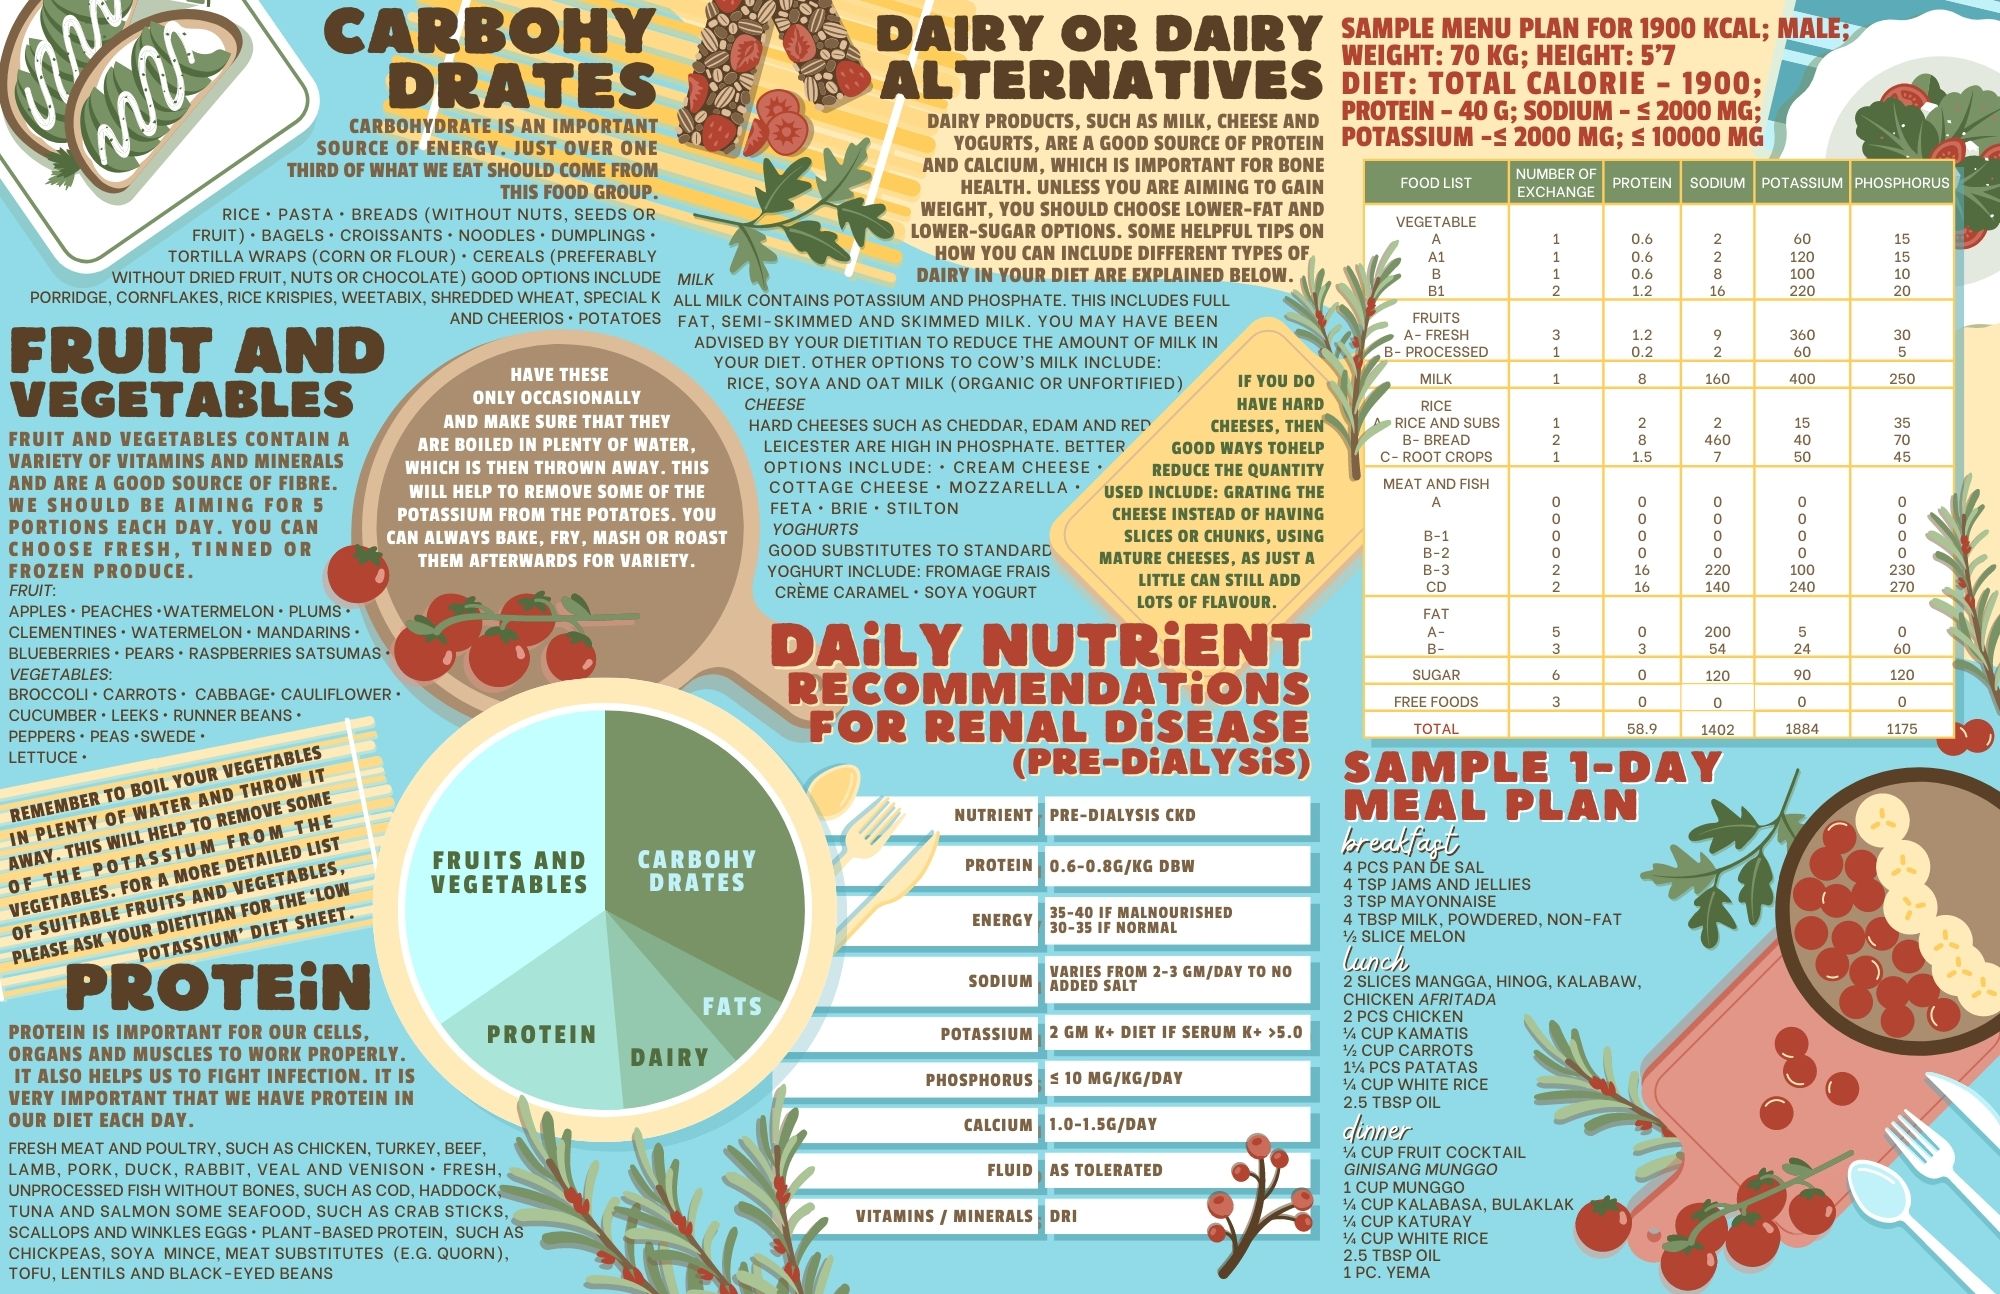 CARBOHY
DRATES
CARBOHYDRATE IS AN IMPORTANT
SOURCE OF ENERGY. JUST OVER ONE
THIRD OF WHAT WE EAT SHOULD COME FROM
THIS FOOD GROUP.
RICE • PASTA • BREADS (WITHOUT NUTS, SEEDS OR
FRUIT) • BAGELS • CROISSANTS • NOODLES • DUMPLINGS •
TORTILLA WRAPS (CORN OR FLOUR) • CEREALS (PREFERABLY
WITHOUT DRIED FRUIT, NUTS OR CHOCOLATE) GOOD OPTIONS INCLUDE
PORRIDGE, CORNFLAKES, RICE KRISPIES, WEETABIX, SHREDDED WHEAT, SPECIAL K
AND CHEERIOS • POTATOES
HAVE THESE
ONLY OCCASIONALLY
AND MAKE SURE THAT THEY
ARE BOILED IN PLENTY OF WATER,
WHICH IS THEN THROWN AWAY. THIS
WILL HELP TO REMOVE SOME OF THE
POTASSIUM FROM THE POTATOES. YOU
CAN ALWAYS BAKE, FRY, MASH OR ROAST
THEM AFTERWARDS FOR VARIETY.
FRUIT AND
VEGETABLES
FRUIT AND VEGETABLES CONTAIN A
VARIETY OF VITAMINS AND MINERALS
AND ARE A GOOD SOURCE OF FIBRE.
WE SHOULD BE AIMING FOR 5
PORTIONS EACH DAY. YOU CAN
CHOOSE FRESH, TINNED OR
FROZEN PRODUCE.
FRUIT:
APPLES • PEACHES •WATERMELON • PLUMS •
CLEMENTINES • WATERMELON • MANDARINS •
BLUEBERRIES • PEARS • RASPBERRIES SATSUMAS •
VEGETABLES:
BROCCOLI • CARROTS • CABBAGE• CAULIFLOWER •
CUCUMBER • LEEKS • RUNNER BEANS •
PEPPERS • PEAS •SWEDE •
LETTUCE •
REMEMBER TO BOIL YOUR VEGETABLES
IN PLENTY OF WATER AND THROW IT
AWAY. THIS WILL HELP TO REMOVE SOME
OF THE POTASSIUM FROM THE
VEGETABLES. FOR A MORE DETAILED LIST
OF SUITABLE FRUITS AND VEGETABLES,
PLEASE ASK YOUR DIETITIAN FOR THE 'LOW
POTASSIUM' DIET SHEET.
PROTEIN
PROTEIN IS IMPORTANT FOR OUR CELLS,
ORGANS AND MUSCLES TO WORK PROPERLY.
IT ALSO HELPS US TO FIGHT INFECTION. IT IS
VERY IMPORTANT THAT WE HAVE PROTEIN IN
OUR DIET EACH DAY.
FRESH MEAT AND POULTRY, SUCH AS CHICKEN, TURKEY, BEEF,
LAMB, PORK, DUCK, RABBIT, VEAL AND VENISON • FRESH,
UNPROCESSED FISH WITHOUT BONES, SUCH AS COD, HADDOCK,
TUNA AND SALMON SOME SEAFOOD, SUCH AS CRAB STICKS,
SCALLOPS AND WINKLES EGGS • PLANT-BASED PROTEIN, SUCH AS
CHICKPEAS, SOYA MINCE, MEAT SUBSTITUTES (E.G. QUORN),
TOFU, LENTILS AND BLACK-EYED BEANS
FRUITS AND
VEGETABLES
CARBOHY
DRATES
FATS
DAIRY
PROTEIN
DAIRY OR DAIRY
ALTERNATIVES
DAIRY PRODUCTS, SUCH AS MILK, CHEESE AND
YOGURTS, ARE A GOOD SOURCE OF PROTEIN
AND CALCIUM, WHICH IS IMPORTANT FOR BONE
HEALTH. UNLESS YOU ARE AIMING TO GAIN
WEIGHT, YOU SHOULD CHOOSE LOWER-FAT AND
LOWER-SUGAR OPTIONS. SOME HELPFUL TIPS ON
HOW YOU CAN INCLUDE DIFFERENT TYPES OF
DAIRY IN YOUR DIET ARE EXPLAINED BELOW.
MILK
ALL MILK CONTAINS POTASSIUM AND PHOSPHATE. THIS INCLUDES FULL
FAT, SEMI-SKIMMED AND SKIMMED MILK. YOU MAY HAVE BEEN
ADVISED BY YOUR DIETITIAN TO REDUCE THE AMOUNT OF MILK IN
YOUR DIET. OTHER OPTIONS TO COW'S MILK INCLUDE:
RICE, SOYA AND OAT MILK (ORGANIC OR UNFORTIFIED)
CHEESE
HARD CHEESES SUCH AS CHEDDAR, EDAM AND RED
LEICESTER ARE HIGH IN PHOSPHATE. BETTER
OPTIONS INCLUDE: • CREAM CHEESE •
COTTAGE CHEESE • MOZZARELLA •
FETA • BRIE • STILTON
YOGHURTS
GOOD SUBSTITUTES TO STANDARD
YOGHURT INCLUDE: FROMAGE FRAIS
CRÈME CARAMEL • SOYA YOGURT
IF YOU DO
HAVE HARD
CHEESES, THEN
GOOD WAYS TOHELP
REDUCE THE QUANTITY
USED INCLUDE: GRATING THE
CHEESE INSTEAD OF HAVING
SLICES OR CHUNKS, USING
MATURE CHEESES, AS JUST A
LITTLE CAN STILL ADD
LOTS OF FLAVOUR.
DAILY NUTRIENT
RECOMMENDATIONS
FOR RENAL DISEASE
(PRE-DIALYSIS)
NUTRIENT PRE-DIALYSIS CKD
PROTEIN 0.6-0.8G/KG DBW
ENERGY 35-40 IF MALNOURISHED
30-35 IF NORMAL
SODIUM VARIES FROM 2-3 GM/DAY TO NO
ADDED SALT
POTASSIUM 2 GM K+ DIET IF SERUM K+ >5.0
PHOSPHORUS ≤ 10 MG/KG/DAY
CALCIUM 1.0-1.5G/DAY
FLUID AS TOLERATED
VITAMINS / MINERALS DRI
SAMPLE MENU PLAN FOR 1900 KCAL; MALE;
WEIGHT: 70 KG; HEIGHT: 5'7
DIET: TOTAL CALORIE - 1900;
PROTEIN - 40 G; SODIUM - ≤ 2000 MG;
POTASSIUM -≤ 2000 MG; ≤ 10000 MG
FOOD LIST NUMBER OF EXCHANGE PROTEIN SODIUM POTASSIUM PHOSPHORUS
VEGETABLE
A 1 0.6 2 60 15
A1 1 0.6 2 120 15
B 1 0.6 8 100 10
B1 2 1.2 16 220 20
FRUITS
A- FRESH 3 1.2 9 360 30
B- PROCESSED 1 0.2 2 60 5
MILK 1 8 160 400 250
RICE
A- RICE AND SUBS 1 2 2 15 35
B- BREAD 2 8 460 40 70
C- ROOT CROPS 1 1.5 7 50 45
MEAT AND FISH
A 0 0 0 0 0
0 0 0 0 0
B-1 0 0 0 0 0
B-2 0 0 0 0 0
B-3 2 16 220 100 230
CD 2 16 140 240 270
FAT
A- 5 0 200 5 0
B- 3 3 54 24 60
SUGAR 6 0 120 90 120
FREE FOODS 3 0 0 0 0
TOTAL 58.9 1402 1884 1175
SAMPLE 1-DAY
MEAL PLAN
breakfast
4 PCS PAN DE SAL
4 TSP JAMS AND JELLIES
3 TSP MAYONNAISE
4 TBSP MILK, POWDERED, NON-FAT
½ SLICE MELON
lunch
2 SLICES MANGGA, HINOG, KALABAW,
CHICKEN AFRITADA
2 PCS CHICKEN
¼ CUP KAMATIS
½ CUP CARROTS
1¼ PCS PATATAS
¼ CUP WHITE RICE
2.5 TBSP OIL
dinner
¼ CUP FRUIT COCKTAIL
GINISANG MUNGGO
1 CUP MUNGGO
¼ CUP KALABASA, BULAKLAK
¼ CUP KATURAY
¼ CUP WHITE RICE
2.5 TBSP OIL
1 PC. YEMA